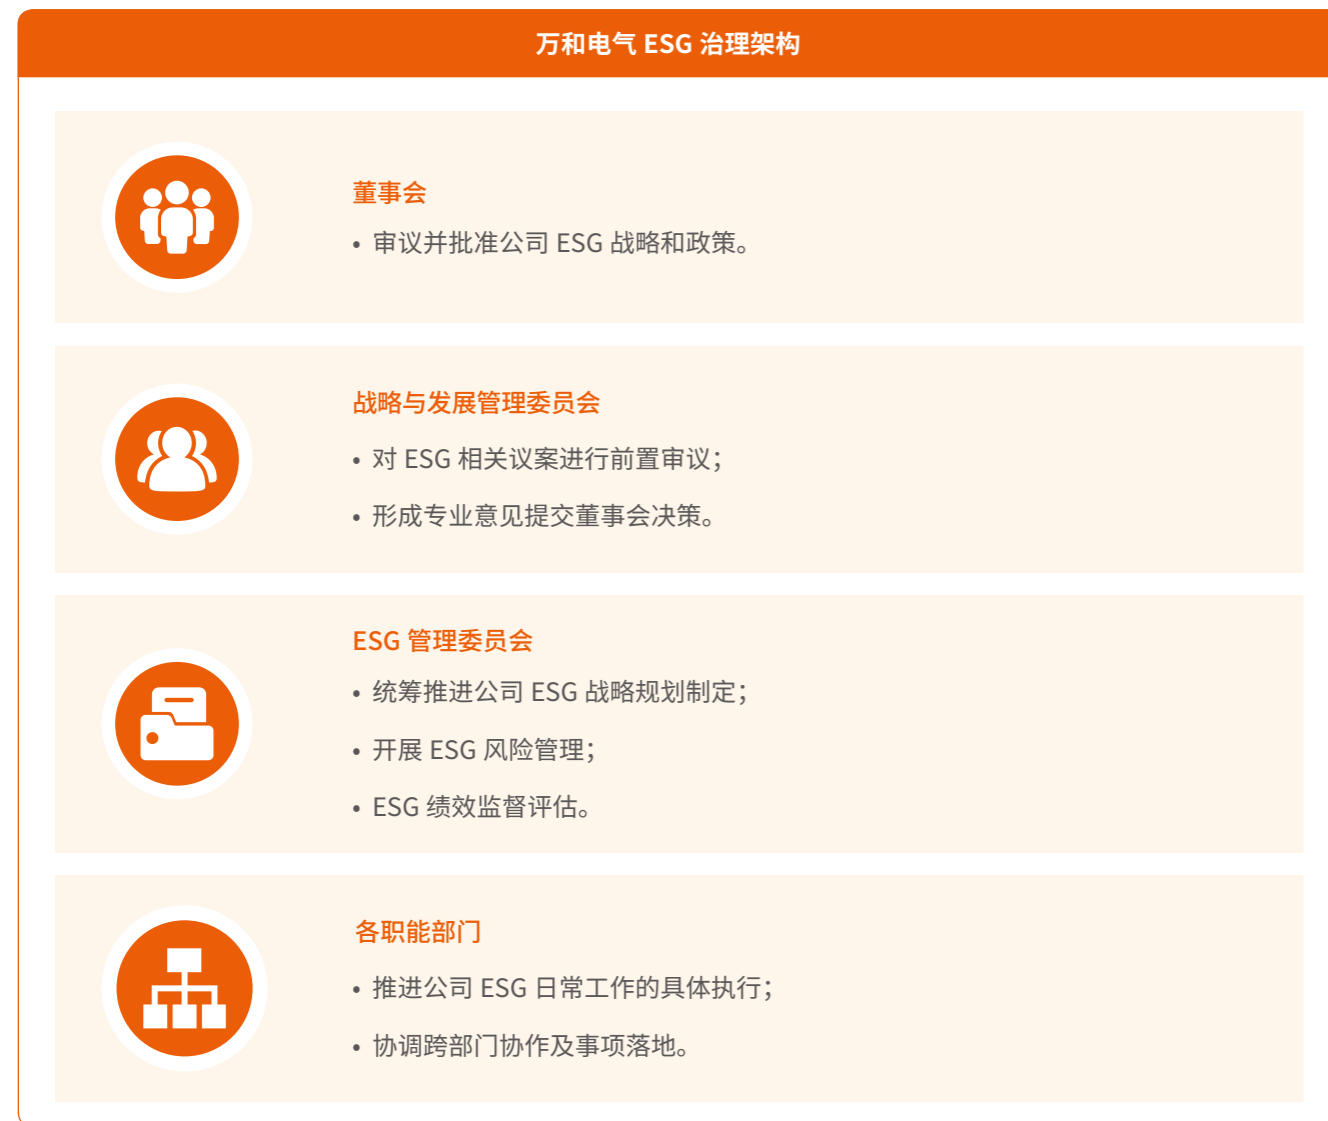 万和电气 ESG 治理架构
董事会
• 审议并批准公司 ESG 战略和政策。
战略与发展管理委员会
• 对 ESG 相关议案进行前置审议；
• 形成专业意见提交董事会决策。
ESG 管理委员会
• 统筹推进公司 ESG 战略规划制定；
• 开展 ESG 风险管理；
• ESG 绩效监督评估。
各职能部门
• 推进公司 ESG 日常工作的具体执行；
• 协调跨部门协作及事项落地。